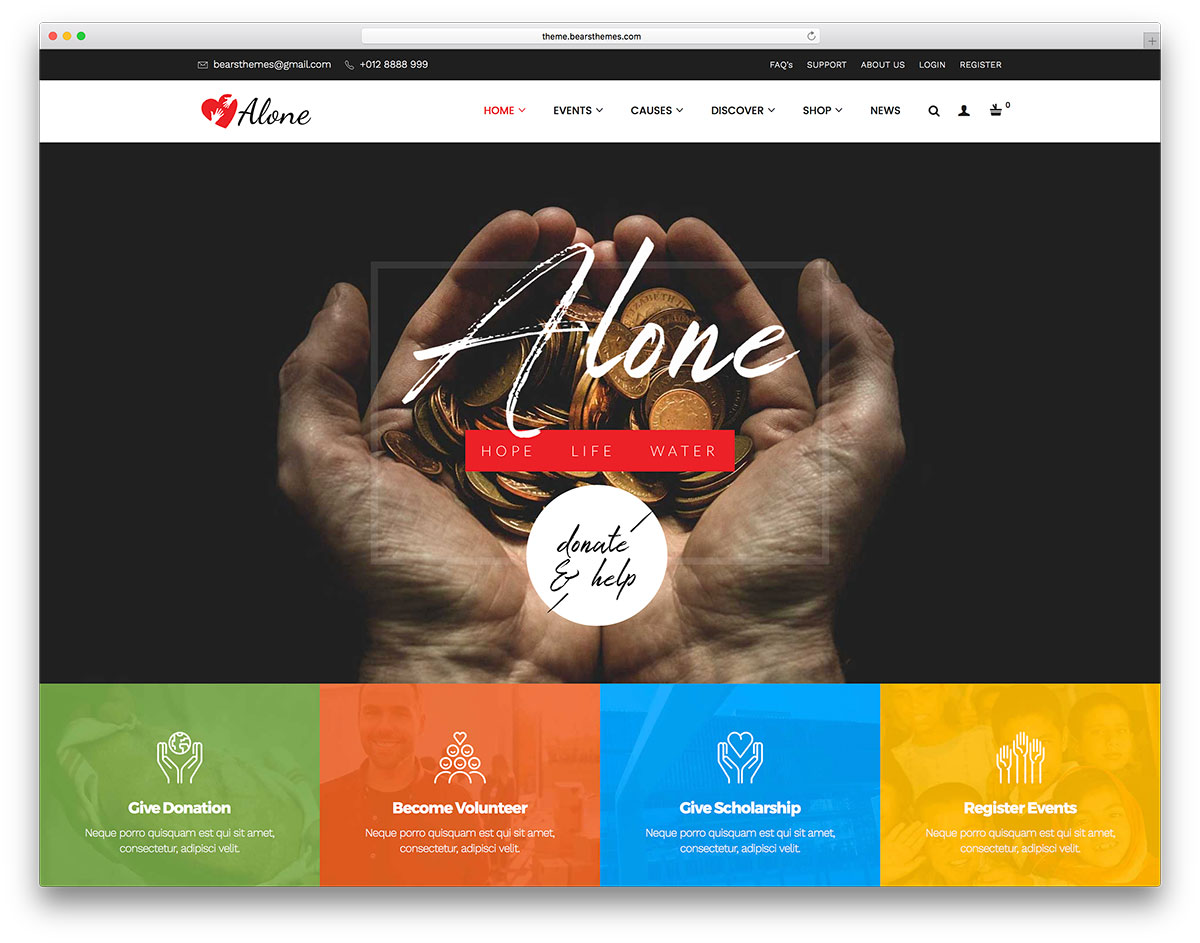 theme.bearsthemes.com
bearsthemes@gmail.com +012 8888 999 FAQ's SUPPORT ABOUT US LOGIN REGISTER
Alone HOME EVENTS CAUSES DISCOVER SHOP NEWS 0
Alone
HOPE LIFE WATER
donate
& help
Give Donation
Neque porro quisquam est qui sit amet,
consectetur, adipisci velit.
Become Volunteer
Neque porro quisquam est qui sit amet,
consectetur, adipisci velit.
Give Scholarship
Neque porro quisquam est qui sit amet,
consectetur, adipisci velit.
Register Events
Neque porro quisquam est qui sit amet,
consectetur, adipisci velit.